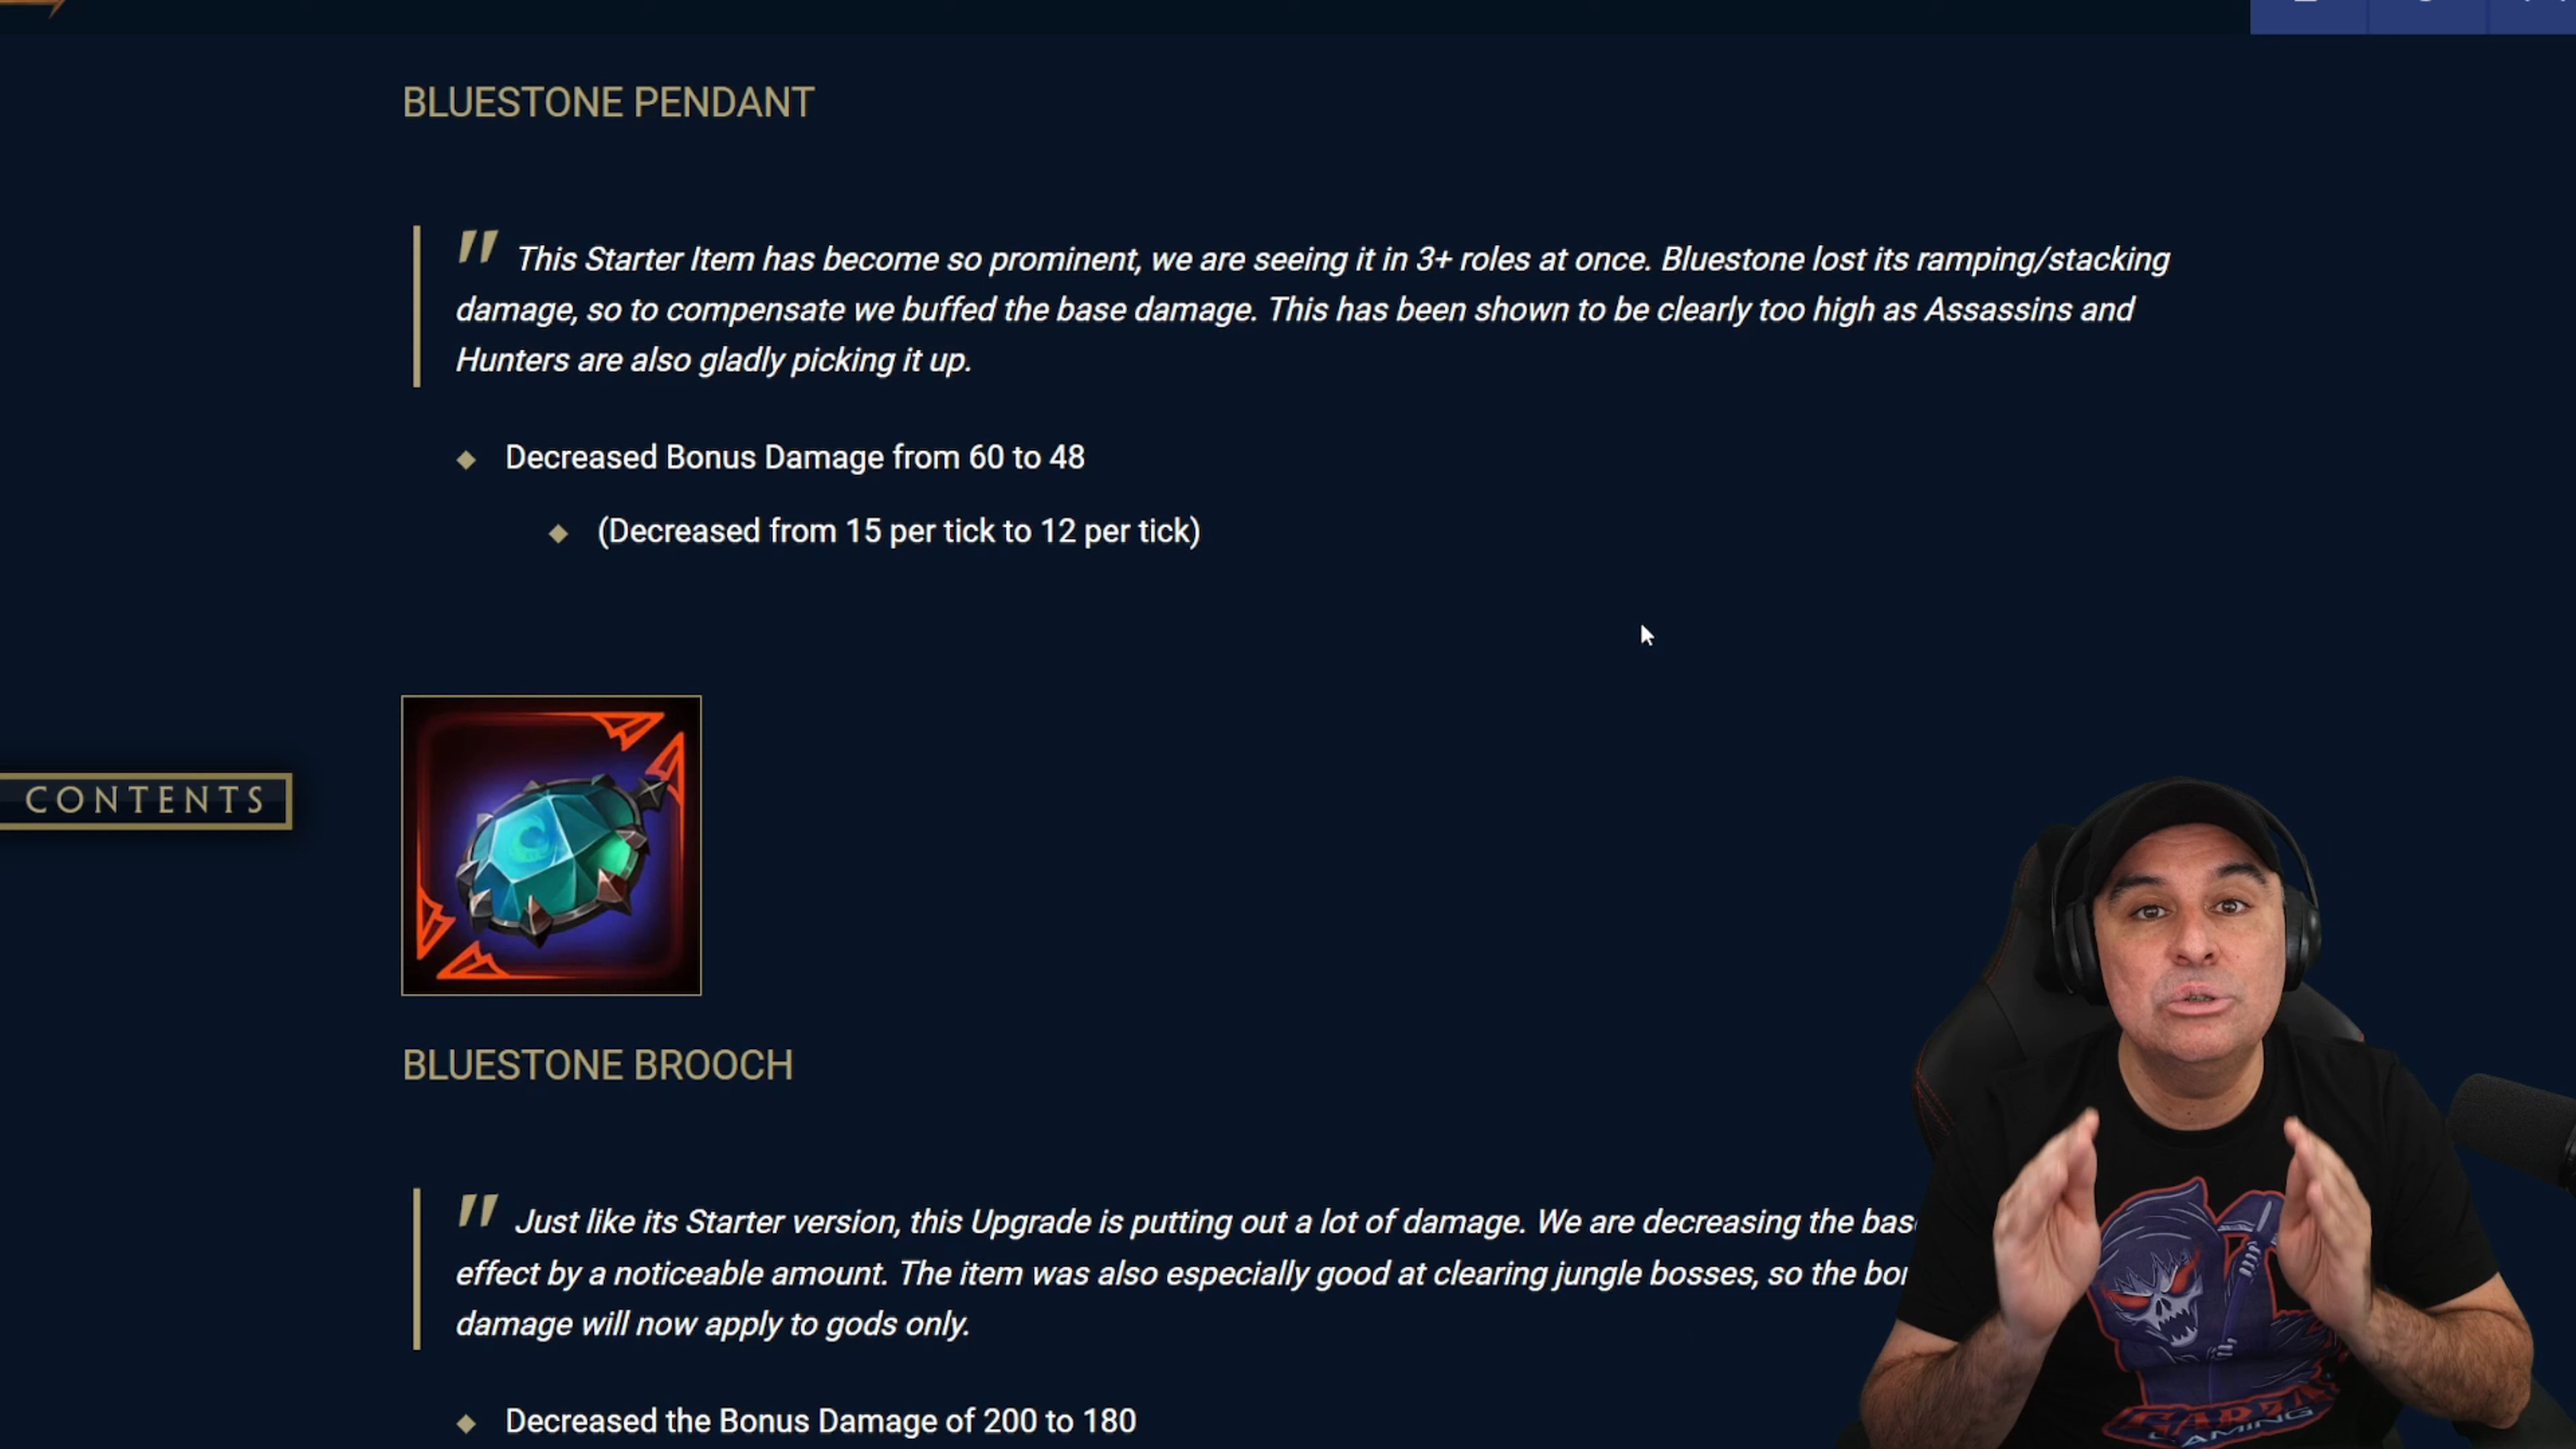 BLUESTONE PENDANT
" This Starter Item has become so prominent, we are seeing it in 3+ roles at once. Bluestone lost its ramping/stacking
damage, so to compensate we buffed the base damage. This has been shown to be clearly too high as Assassins and
Hunters are also gladly picking it up.
◆ Decreased Bonus Damage from 60 to 48
◆ (Decreased from 15 per tick to 12 per tick)
CONTENTS
BLUESTONE BROOCH
" Just like its Starter version, this Upgrade is putting out a lot of damage. We are decreasing the
effect by a noticeable amount. The item was also especially good at clearing jungle bosses, so the
damage will now apply to gods only.
◆ Decreased the Bonus Damage of 200 to 180
GAMING